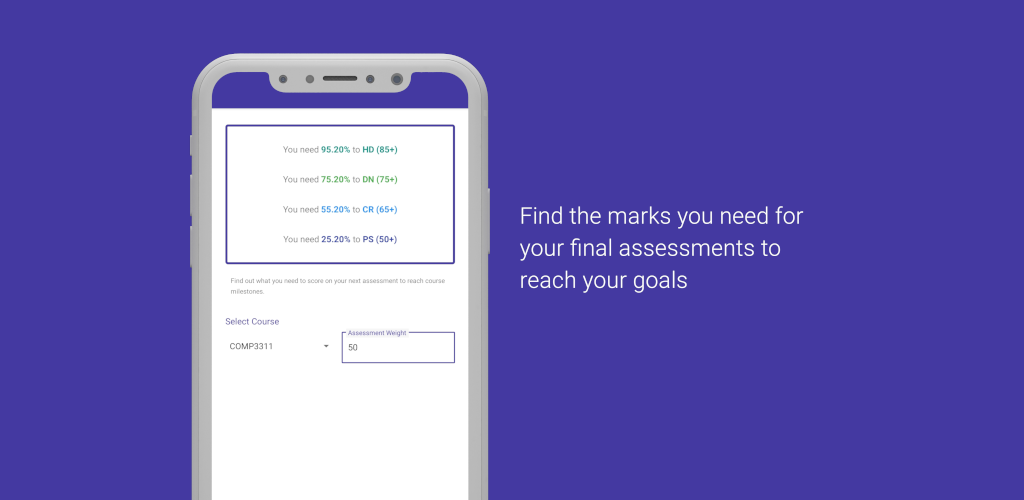 You need 95.20% to HD (85+)
You need 75.20% to DN (75+)
You need 55.20% to CR (65+)
You need 25.20% to PS (50+)
Find out what you need to score on your next assessment to reach course
milestones.
Select Course
COMP3311
Assessment Weight
50
Find the marks you need for
your final assessments to
reach your goals